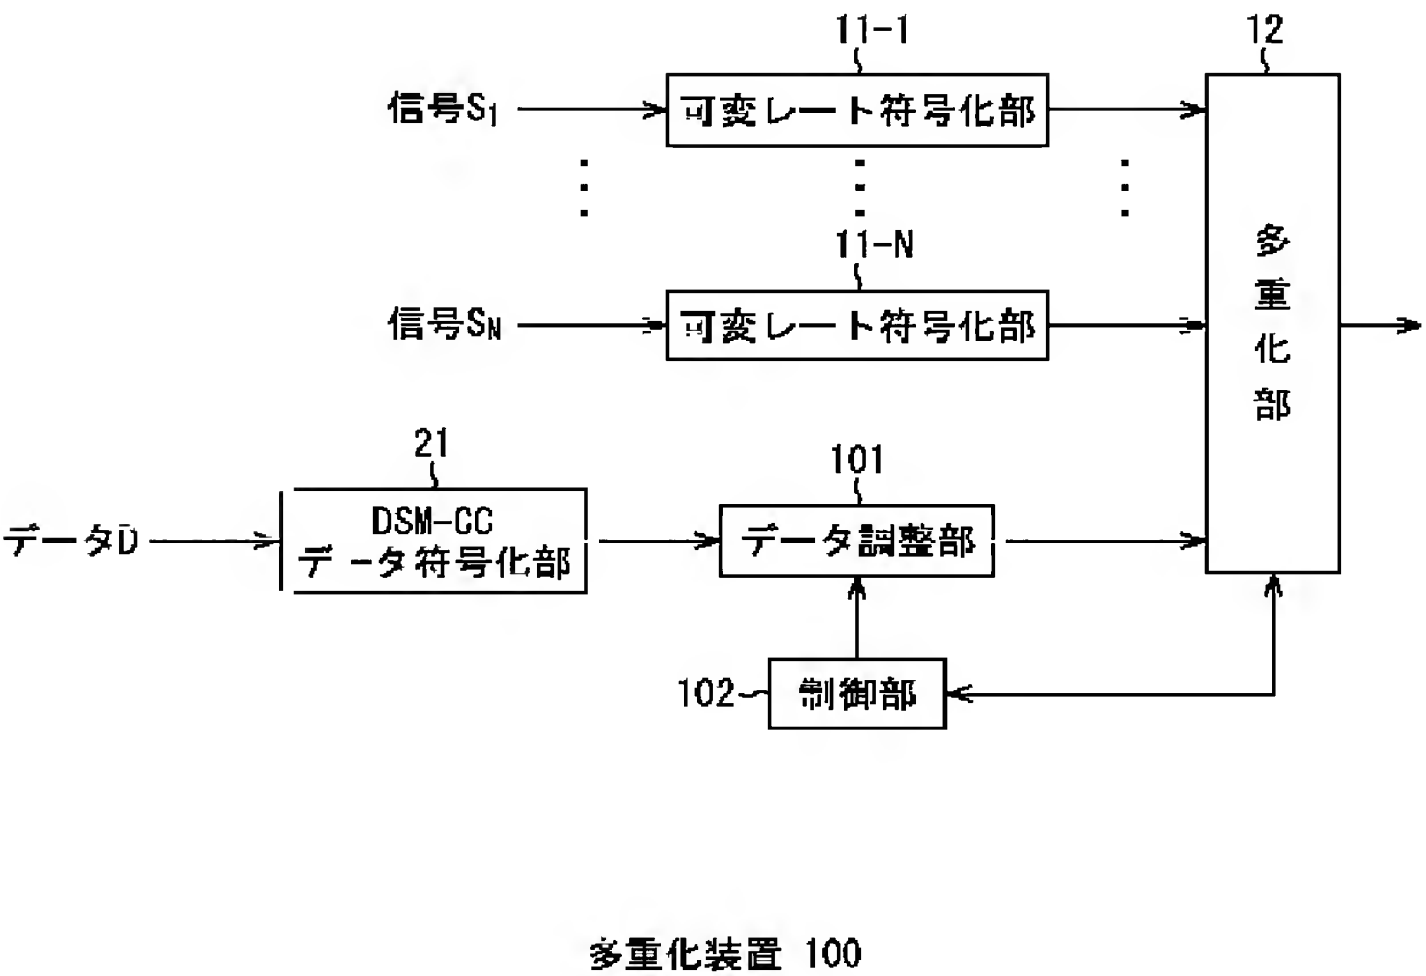 11-1
12
信号S1
可変レート符号化部
11-N
信号SN
可変レート符号化部
多重化部
21
101
データD
DSM-CC
データ符号化部
データ調整部
102
制御部
多重化装置 100